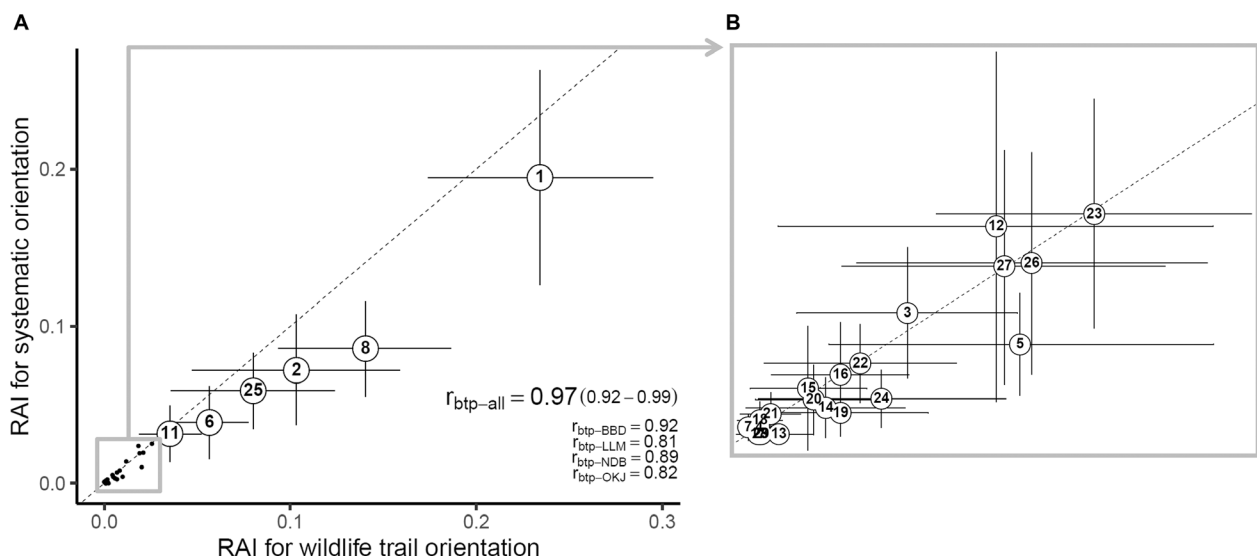 A
B
RAI for systematic orientation
0.2
0.1
0.0
1
8
2
25
6
11
r btp−all = 0.97 (0.92 − 0.99)
r btp−BBD = 0.92
r btp−LLM = 0.81
r btp−NDB = 0.89
r btp−OKJ = 0.82
0.0 0.1 0.2 0.3
RAI for wildlife trail orientation
23
12
27 26
3
5
22
16
15
20 24
14 19
21
18
7
13